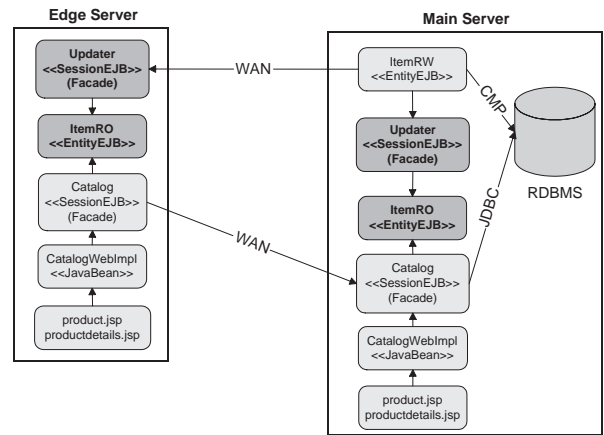 Edge Server
Updater
<<SessionEJB>>
(Facade)
ItemRO
<<EntityEJB>>
Catalog
<<SessionEJB>>
(Facade)
CatalogWebImpl
<<JavaBean>>
product.jsp
productdetails.jsp
WAN
WAN
Main Server
ItemRW
<<EntityEJB>>
Updater
<<SessionEJB>>
(Facade)
ItemRO
<<EntityEJB>>
Catalog
<<SessionEJB>>
(Facade)
CatalogWebImpl
<<JavaBean>>
product.jsp
productdetails.jsp
CMP
JDBC
RDBMS